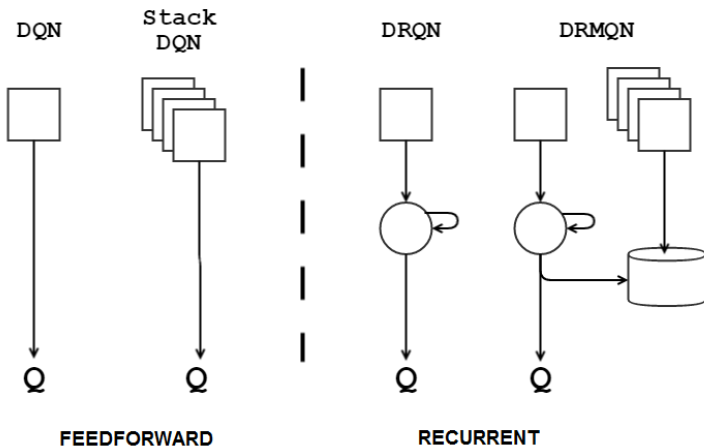 DQN
Stack
DQN
DRQN
DRMQN
Q
Q
Q
Q
FEEDFORWARD
RECURRENT